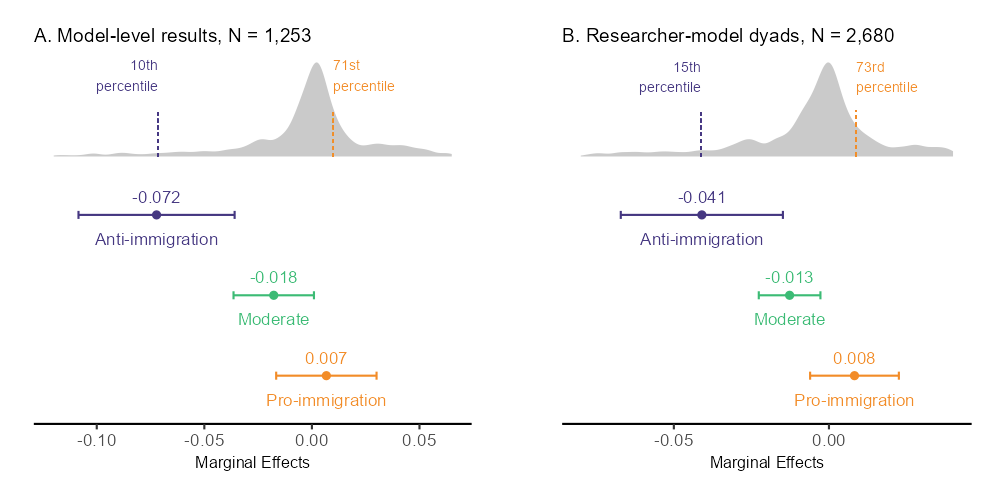 A. Model-level results, N = 1,253
10th
percentile
71st
percentile
-0.072
Anti-immigration
-0.018
Moderate
0.007
Pro-immigration
-0.10
-0.05
0.00
0.05
Marginal Effects
B. Researcher-model dyads, N = 2,680
15th
percentile
73rd
percentile
-0.041
Anti-immigration
-0.013
Moderate
0.008
Pro-immigration
-0.05
0.00
Marginal Effects